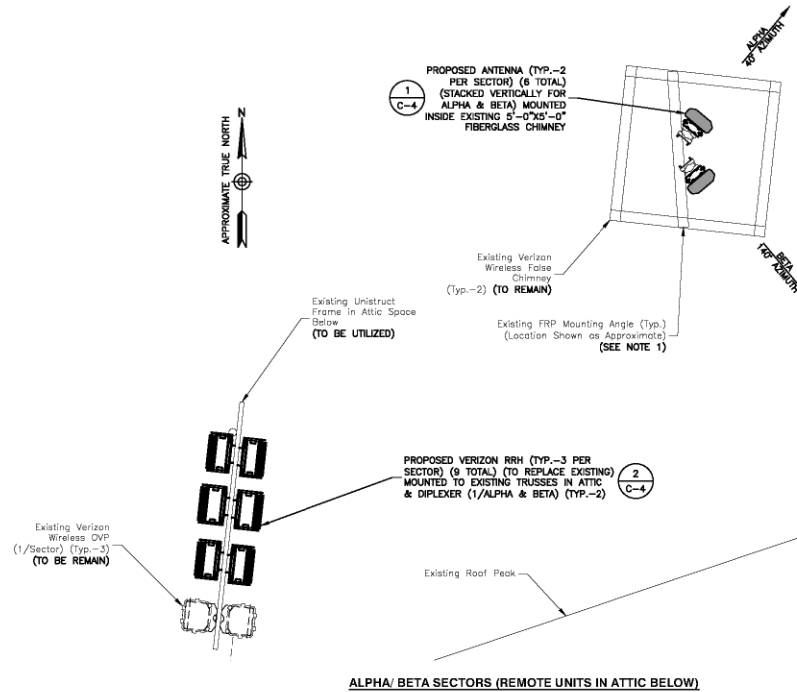 ALPHA
40° AZIMUTH
PROPOSED ANTENNA (TYP.-2
PER SECTOR) (6 TOTAL)
(STACKED VERTICALLY FOR
ALPHA & BETA) MOUNTED
INSIDE EXISTING 5'-0"X5'-0"
FIBERGLASS CHIMNEY
1
C-4
N
APPROXIMATE TRUE NORTH
BETA
140° AZIMUTH
Existing Verizon
Wireless False
Chimney
(Typ.-2) (TO REMAIN)
Existing FRP Mounting Angle (Typ.)
(Location Shown as Approximate)
(SEE NOTE 1)
Existing Unistruct
Frame in Attic Space
Below
(TO BE UTILIZED)
PROPOSED VERIZON RRH (TYP.-3 PER
SECTOR) (9 TOTAL) (TO REPLACE EXISTING)
MOUNTED TO EXISTING TRUSSES IN ATTIC
& DIPLEXER (1/ALPHA & BETA) (TYP.-2)
2
C-4
Existing Verizon
Wireless OVP
(1/Sector) (Typ.-3)
(TO BE REMAIN)
Existing Roof Peak
ALPHA/ BETA SECTORS (REMOTE UNITS IN ATTIC BELOW)